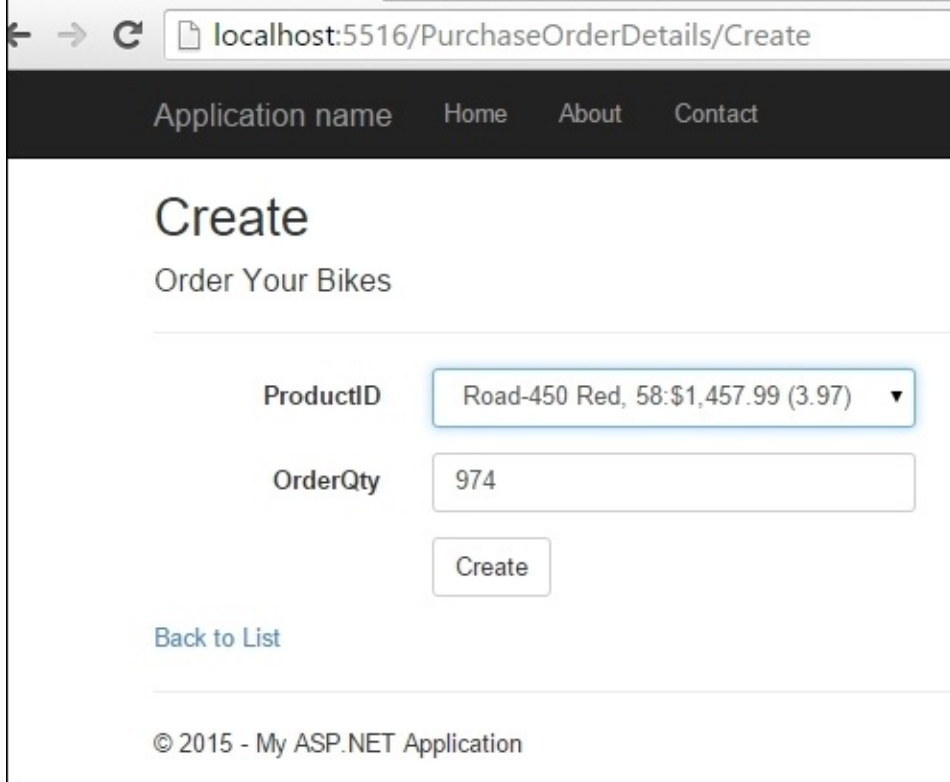 localhost:5516/PurchaseOrderDetails/Create
Application name Home About Contact
Create
Order Your Bikes
ProductID Road-450 Red, 58:$1,457.99 (3.97)
OrderQty 974
Create
Back to List
© 2015 - My ASP.NET Application